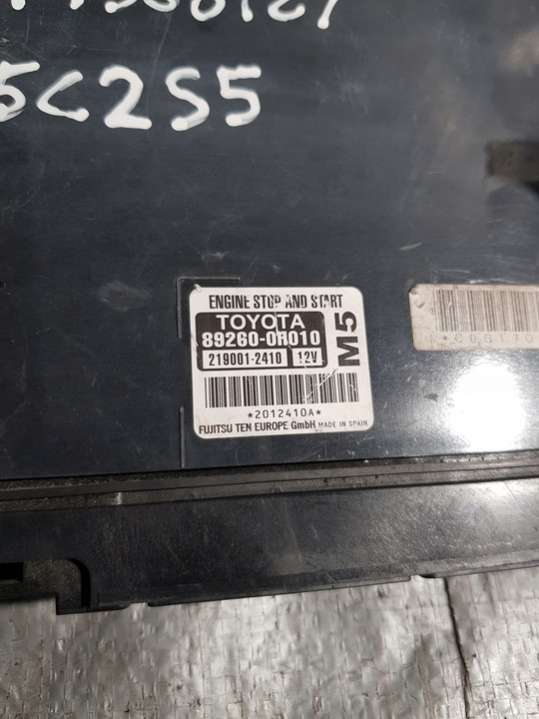 5C2S5
ENGINE STOP AND START
TOYOTA
89260-0R010
219001-2410 12V
M5
*2012410A*
FUJITSU TEN EUROPE GmbH MADE IN SPAIN